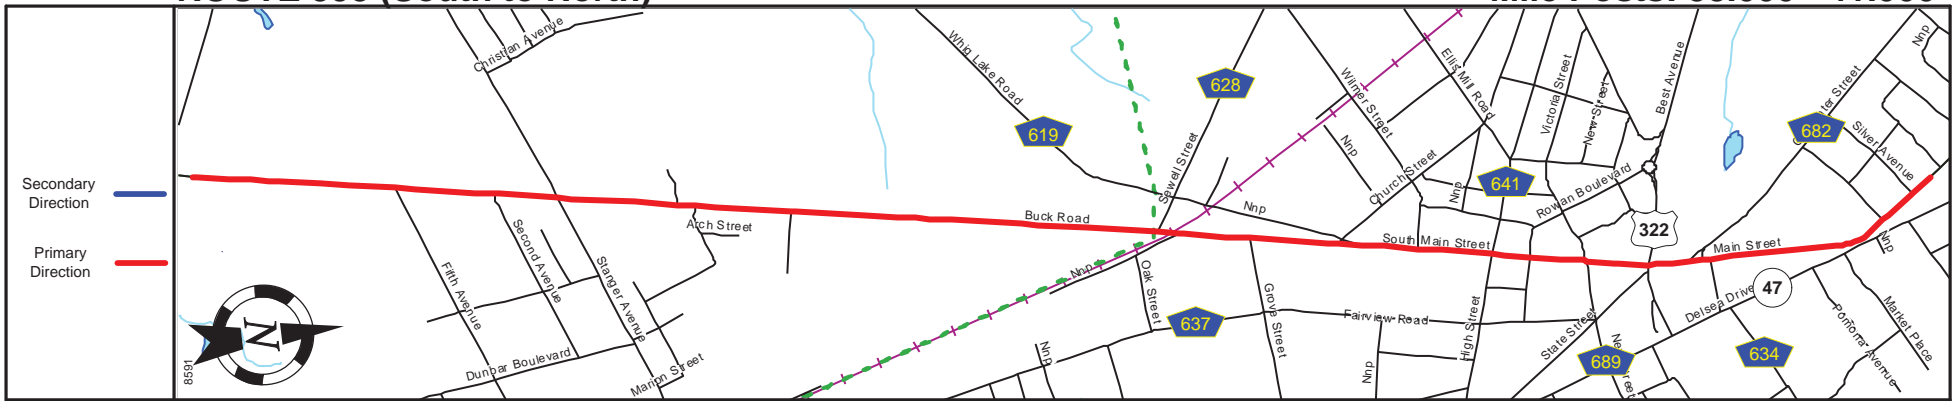 Secondary
Direction
Primary
Direction
Christian Avenue
Whig Lake Road
619
628
Sewell Street
Wilmer Street
Nnp
Ellis Mill Road
Church Street
Nnp
641
Victoria Street
New Street
Best Avenue
Rowan Boulevard
322
682
Silver Avenue
Nnp
Buck Road
Nnp
South Main Street
Main Street
Nnp
Arch Street
Fifth Avenue
Second Avenue
Stanger Avenue
Dunbar Boulevard
Marion Street
Nnp
Oak Street
637
Grove Street
Fairview Road
Nnp
Nnp
High Street
State Street
689
Delsea Drive
47
634
Pomona Avenue
Market Place
N
8591